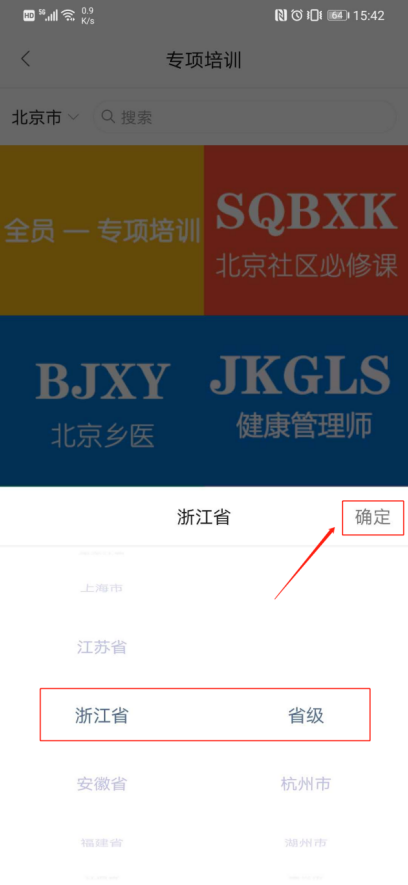 HD 5G 0.9 K/s 64 15:42
专项培训
北京市 搜索
全员 一 专项培训
SQBXK
北京社区必修课
BJXY
北京乡医
JKGLS
健康管理师
浙江省 确定
上海市
江苏省
浙江省 省级
安徽省 杭州市
福建省 湖州市